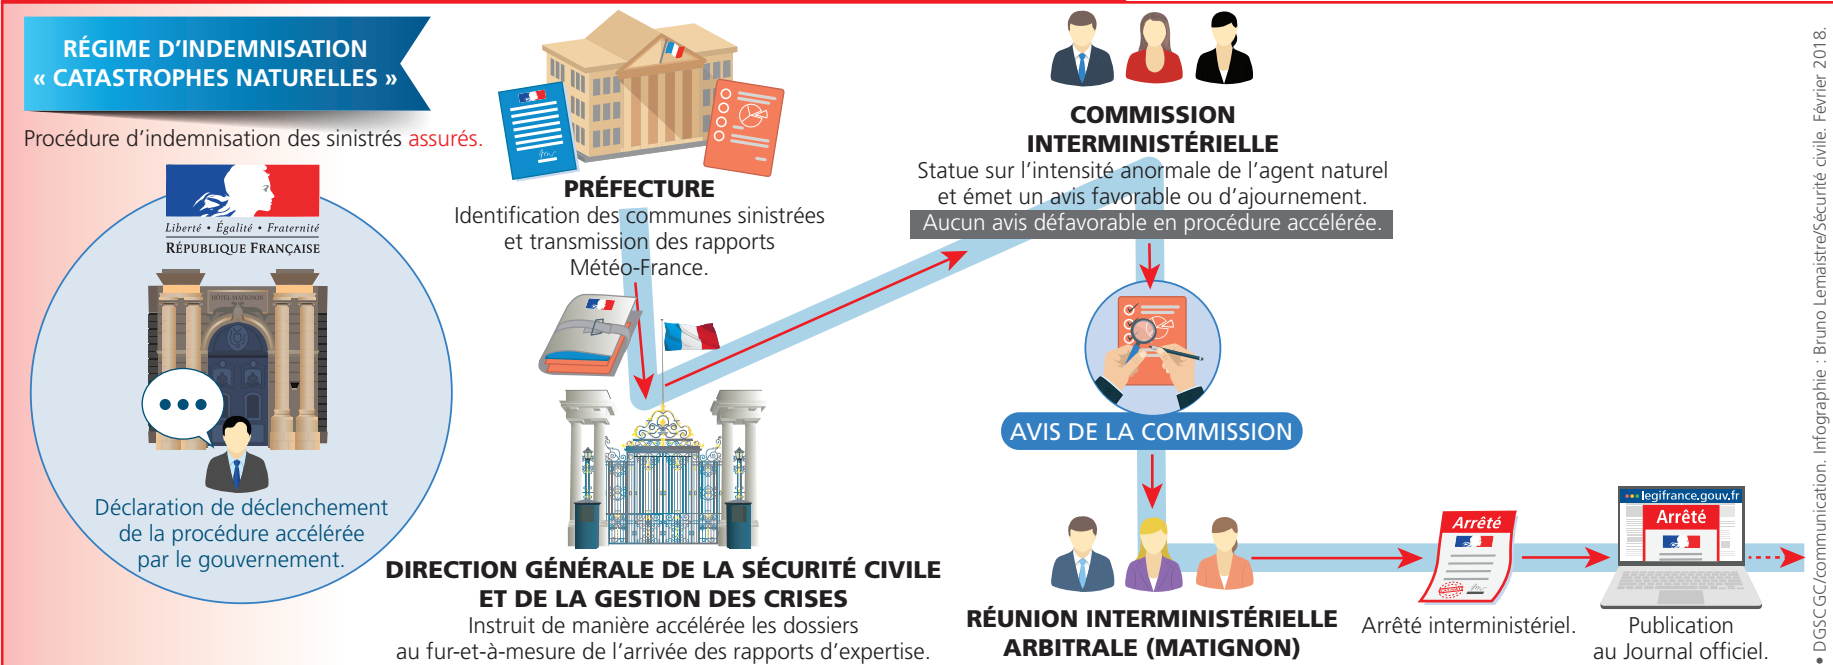 RÉGIME D’INDEMNISATION
« CATASTROPHES NATURELLES »
Procédure d’indemnisation des sinistrés assurés.
Liberté • Égalité • Fraternité
RÉPUBLIQUE FRANÇAISE
HÔTEL MATIGNON
Déclaration de déclenchement
de la procédure accélérée
par le gouvernement.
PRÉFECTURE
Identification des communes sinistrées
et transmission des rapports
Météo-France.
DIRECTION GÉNÉRALE DE LA SÉCURITÉ CIVILE
ET DE LA GESTION DES CRISES
Instruit de manière accélérée les dossiers
au fur-et-à-mesure de l’arrivée des rapports d’expertise.
COMMISSION
INTERMINISTÉRIELLE
Statue sur l’intensité anormale de l’agent naturel
et émet un avis favorable ou d’ajournement.
Aucun avis défavorable en procédure accélérée.
AVIS DE LA COMMISSION
RÉUNION INTERMINISTÉRIELLE
ARBITRALE (MATIGNON)
Arrêté
Arrêté interministériel.
legifrance.gouv.fr
Arrêté
Publication
au Journal officiel.
• DGSCGC/communication. Infographie : Bruno Lemaistre/Sécurité civile. Février 2018.